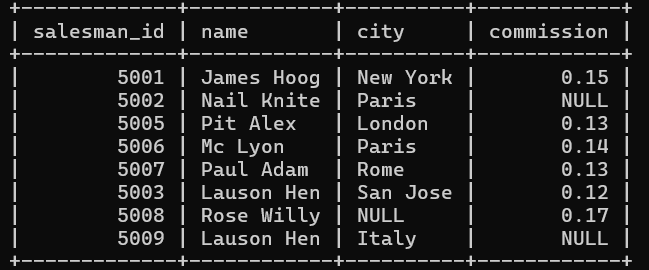 +-------------+------------+----------+------------+
| salesman_id | name       | city     | commission |
+-------------+------------+----------+------------+
|        5001 | James Hoog | New York |       0.15 |
|        5002 | Nail Knite | Paris    |       NULL |
|        5005 | Pit Alex   | London   |       0.13 |
|        5006 | Mc Lyon    | Paris    |       0.14 |
|        5007 | Paul Adam  | Rome     |       0.13 |
|        5003 | Lauson Hen | San Jose |       0.12 |
|        5008 | Rose Willy | NULL     |       0.17 |
|        5009 | Lauson Hen | Italy    |       NULL |
+-------------+------------+----------+------------+